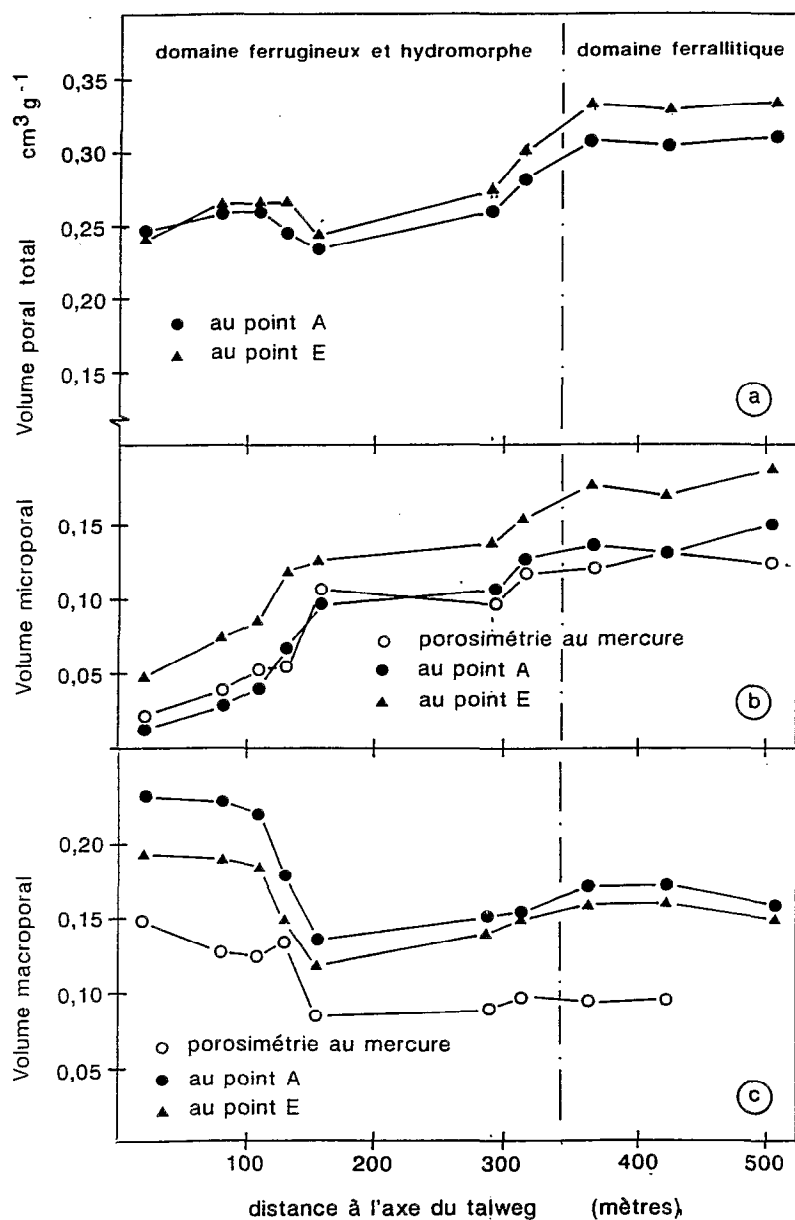 domaine ferrugineux et hydromorphe
domaine ferrallitique
cm³ g⁻¹
Volume poral total
0,35
0,30
0,25
0,20
0,15
● au point A
▲ au point E
a
Volume microporal
0,15
0,10
0,05
○ porosimétrie au mercure
● au point A
▲ au point E
b
Volume macroporal
0,20
0,15
0,10
0,05
○ porosimétrie au mercure
● au point A
▲ au point E
c
100 200 300 400 500
distance à l'axe du talweg (mètres)